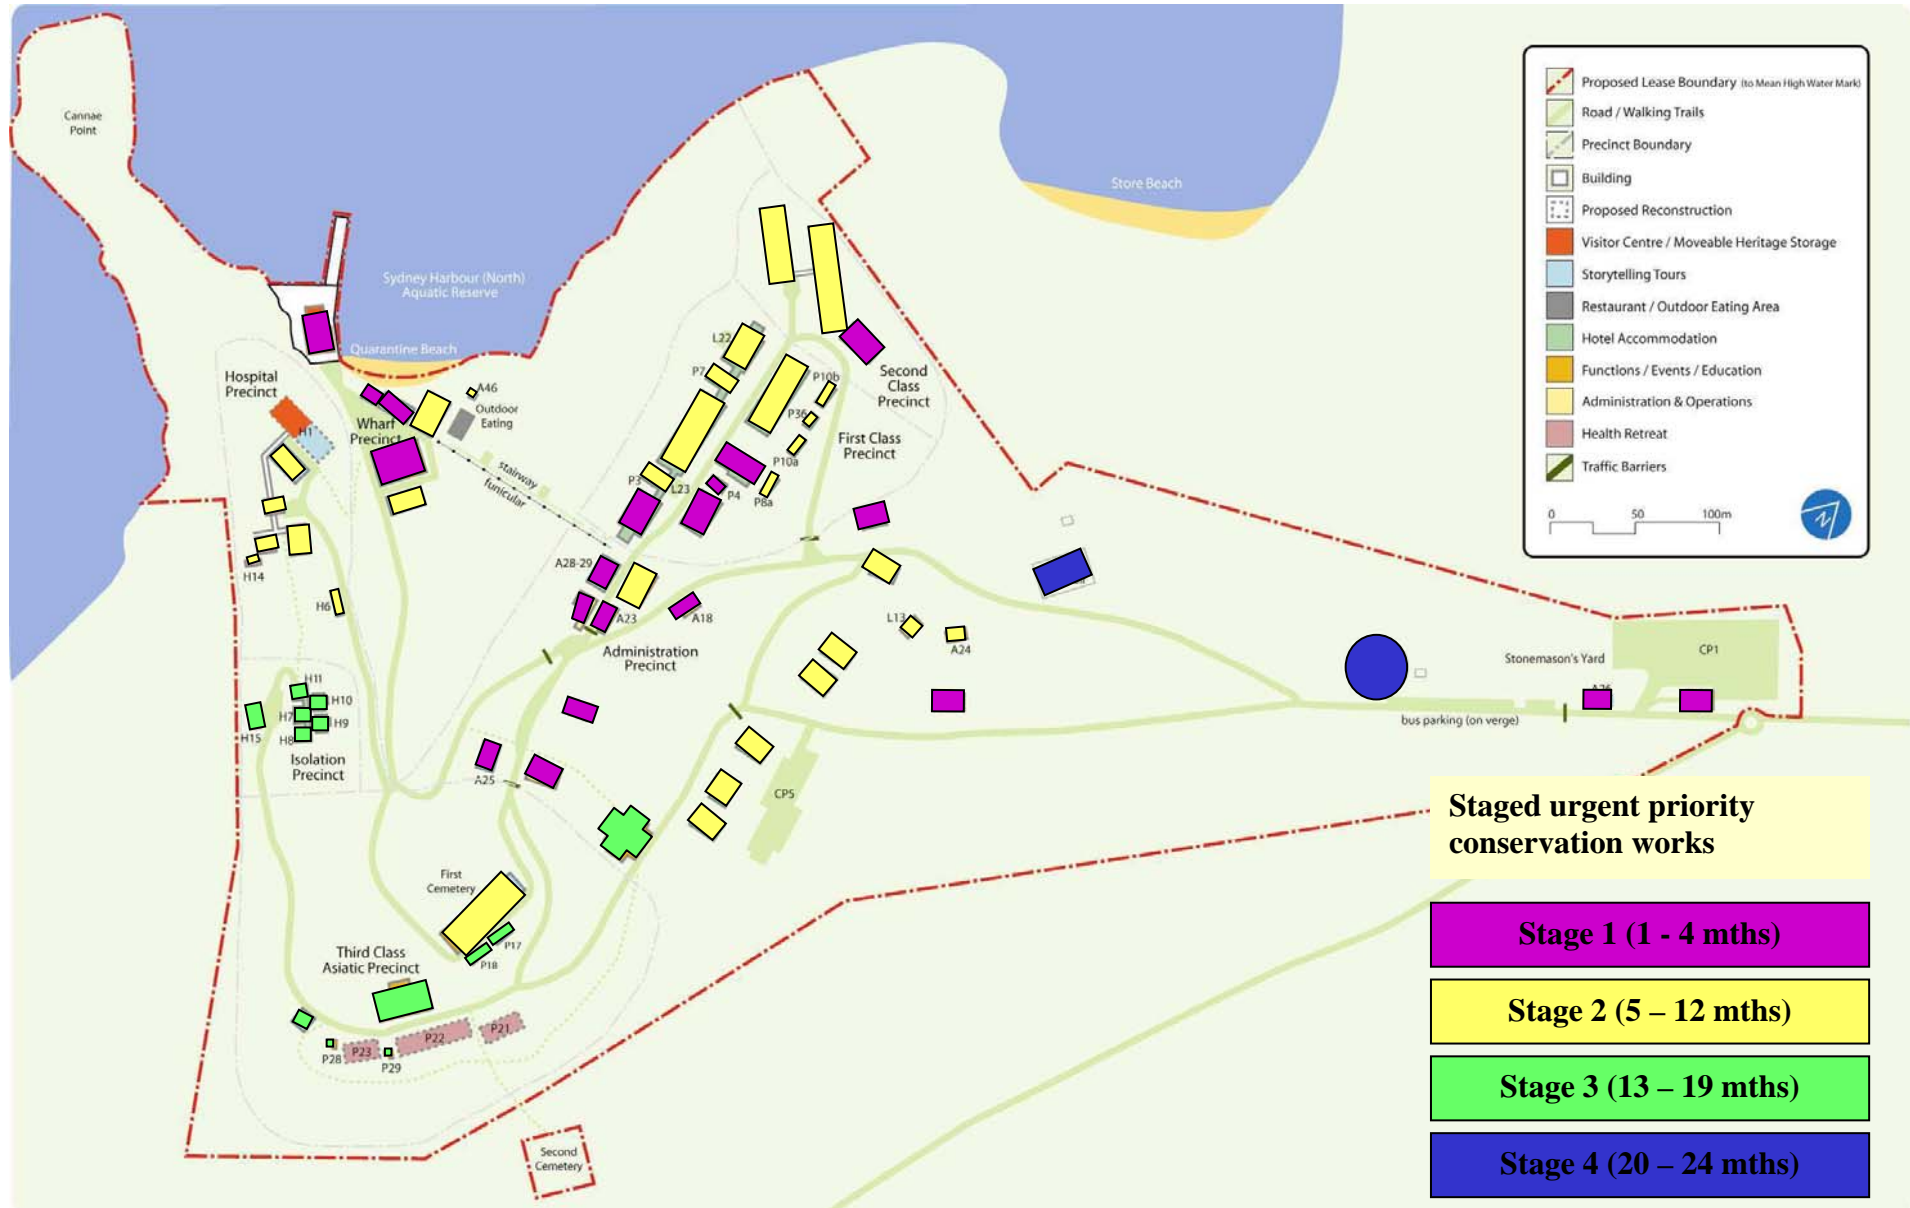 Cannae
Point
Store Beach
Sydney Harbour (North)
Aquatic Reserve
Quarantine Beach
Hospital
Precinct
H1
Wharf
Precinct
A46
Outdoor
Eating
stairway
funicular
L22
P7
P10b
P36
P10a
P3
L23
P4
P8a
Second
Class
Precinct
First Class
Precinct
H14
H6
A28-29
A23
A18
Administration
Precinct
L13
A24
H11
H10
H7
H9
H8
H15
Isolation
Precinct
A25
CP5
Stonemason's Yard
CP1
A26
bus parking (on verge)
First
Cemetery
P17
P18
Third Class
Asiatic Precinct
P28
P23
P29
P22
P21
Second
Cemetery
Proposed Lease Boundary (to Mean High Water Mark)
Road / Walking Trails
Precinct Boundary
Building
Proposed Reconstruction
Visitor Centre / Moveable Heritage Storage
Storytelling Tours
Restaurant / Outdoor Eating Area
Hotel Accommodation
Functions / Events / Education
Administration & Operations
Health Retreat
Traffic Barriers
0 50 100m
N
Staged urgent priority
conservation works
Stage 1 (1 - 4 mths)
Stage 2 (5 – 12 mths)
Stage 3 (13 – 19 mths)
Stage 4 (20 – 24 mths)